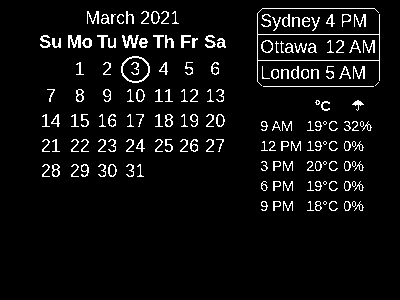 March 2021
Su Mo Tu We Th Fr Sa
1 2 3 4 5 6
7 8 9 10 11 12 13
14 15 16 17 18 19 20
21 22 23 24 25 26 27
28 29 30 31
Sydney 4 PM
Ottawa 12 AM
London 5 AM
°C ☂
9 AM 19°C 32%
12 PM 19°C 0%
3 PM 20°C 0%
6 PM 19°C 0%
9 PM 18°C 0%